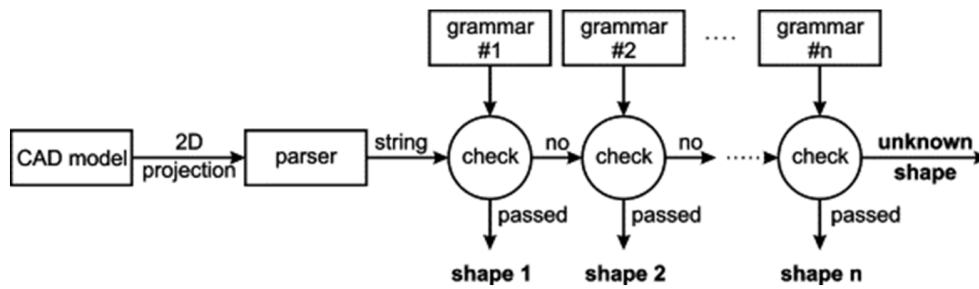 grammar
#1
grammar
#2
grammar
#n
CAD model
2D
projection
parser
string
check
no
check
no
check
unknown
shape
passed
passed
passed
shape 1
shape 2
shape n